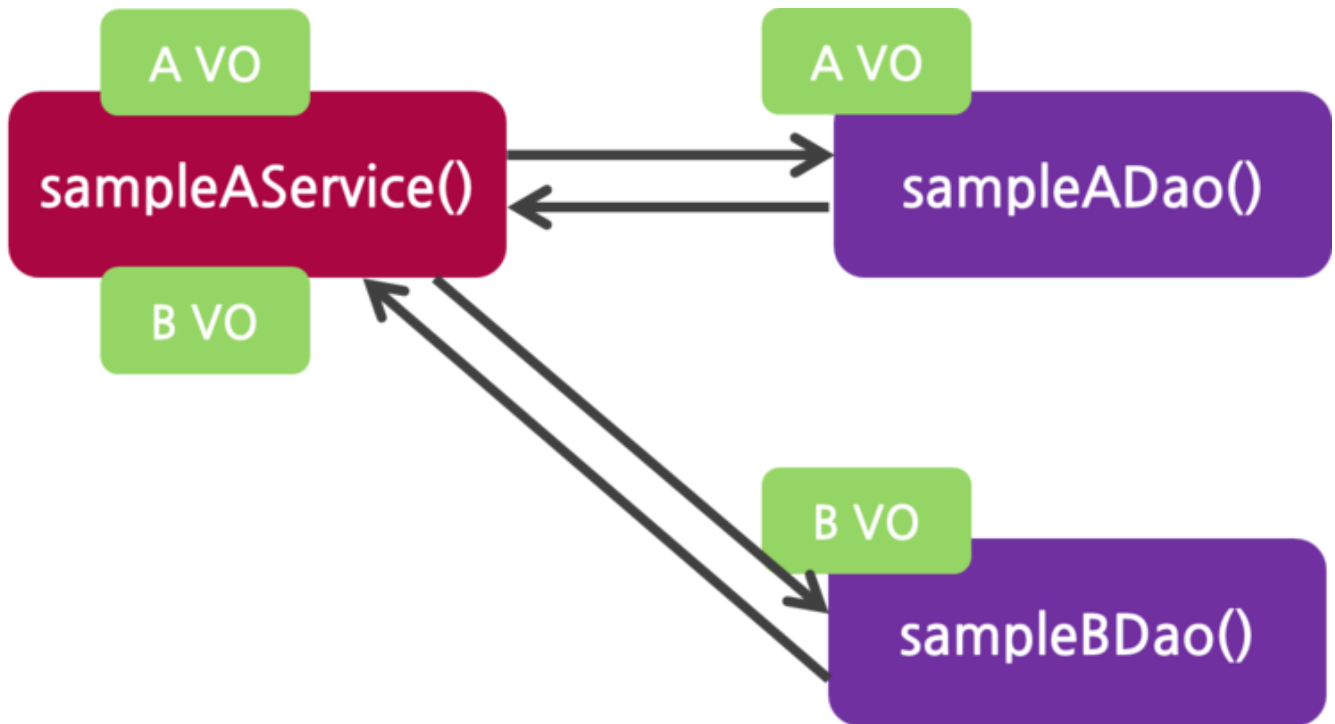 A VO
A VO
sampleAService()
sampleADao()
B VO
B VO
sampleBDao()